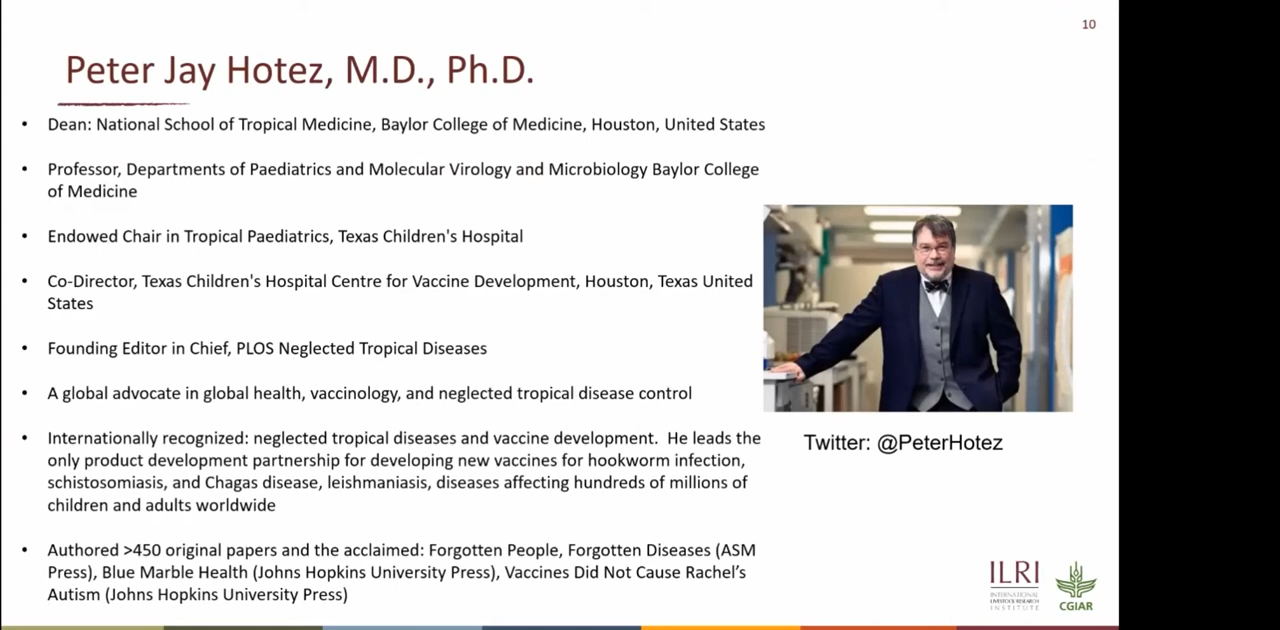 10
Peter Jay Hotez, M.D., Ph.D.
• Dean: National School of Tropical Medicine, Baylor College of Medicine, Houston, United States
• Professor, Departments of Paediatrics and Molecular Virology and Microbiology Baylor College
of Medicine
• Endowed Chair in Tropical Paediatrics, Texas Children's Hospital
• Co-Director, Texas Children's Hospital Centre for Vaccine Development, Houston, Texas United
States
• Founding Editor in Chief, PLOS Neglected Tropical Diseases
• A global advocate in global health, vaccinology, and neglected tropical disease control
• Internationally recognized: neglected tropical diseases and vaccine development.  He leads the
only product development partnership for developing new vaccines for hookworm infection,
schistosomiasis, and Chagas disease, leishmaniasis, diseases affecting hundreds of millions of
children and adults worldwide
• Authored >450 original papers and the acclaimed: Forgotten People, Forgotten Diseases (ASM
Press), Blue Marble Health (Johns Hopkins University Press), Vaccines Did Not Cause Rachel’s
Autism (Johns Hopkins University Press)
Twitter: @PeterHotez
ILRI
INTERNATIONAL
LIVESTOCK RESEARCH
INSTITUTE
CGIAR